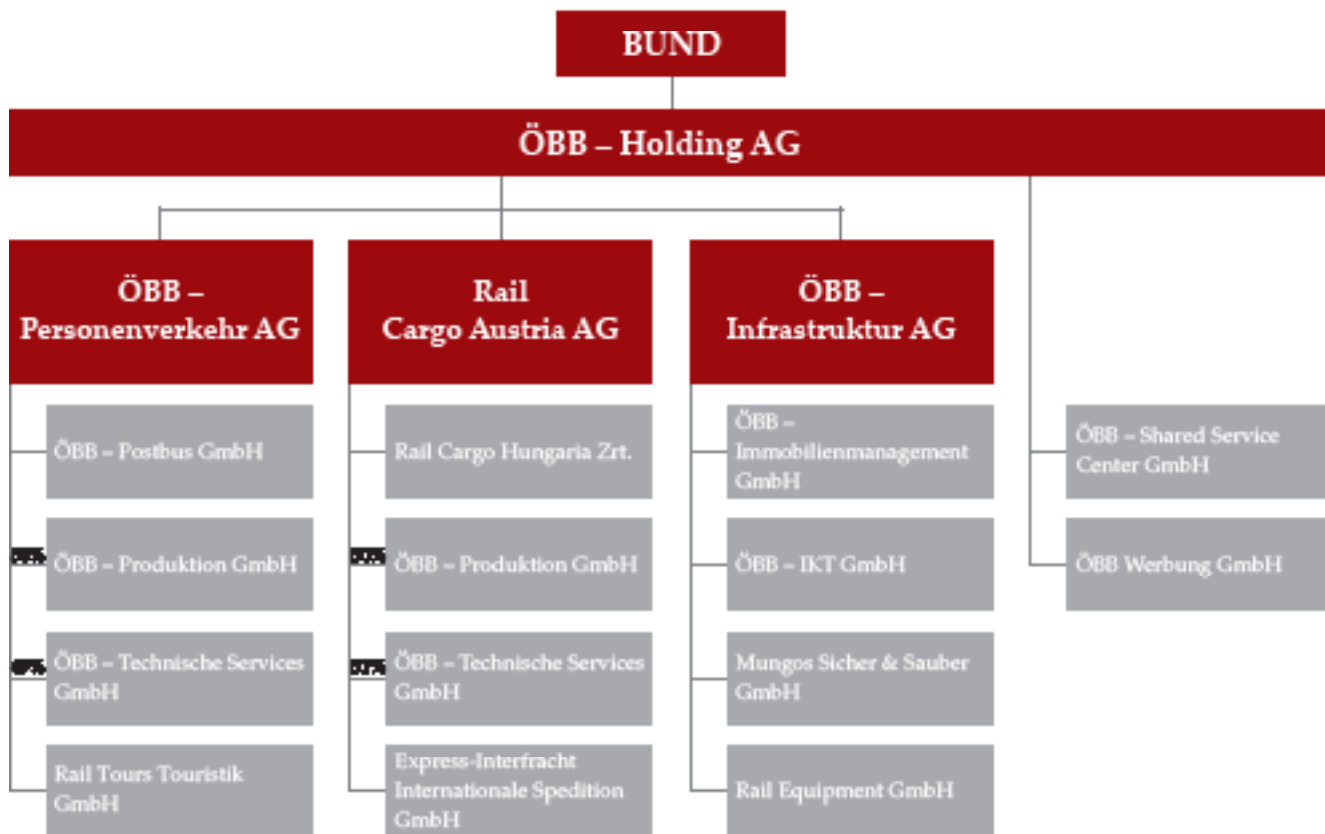 BUND
ÖBB – Holding AG
ÖBB –
Personenverkehr AG
Rail
Cargo Austria AG
ÖBB –
Infrastruktur AG
ÖBB – Postbus GmbH
ÖBB – Produktion GmbH
ÖBB – Technische Services
GmbH
Rail Tours Touristik
GmbH
Rail Cargo Hungaria Zrt.
ÖBB – Produktion GmbH
ÖBB – Technische Services
GmbH
Express-Interfracht
Internationale Spedition
GmbH
ÖBB –
Immobilienmanagement
GmbH
ÖBB – IKT GmbH
Mungos Sicher & Sauber
GmbH
Rail Equipment GmbH
ÖBB – Shared Service
Center GmbH
ÖBB Werbung GmbH